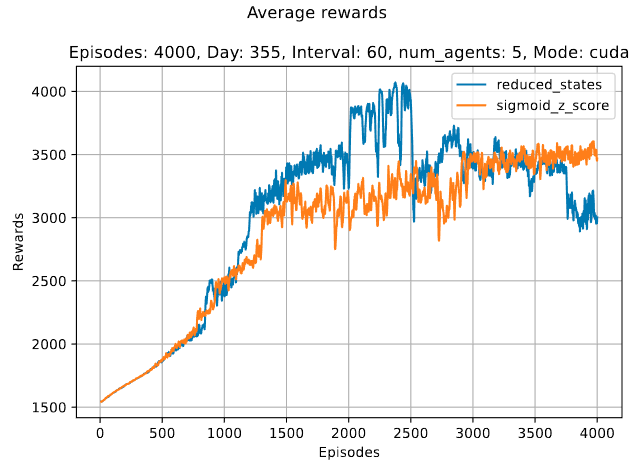 Average rewards
Episodes: 4000, Day: 355, Interval: 60, num_agents: 5, Mode: cuda
reduced_states
sigmoid_z_score
4000
3500
3000
2500
2000
1500
Rewards
0 500 1000 1500 2000 2500 3000 3500 4000
Episodes